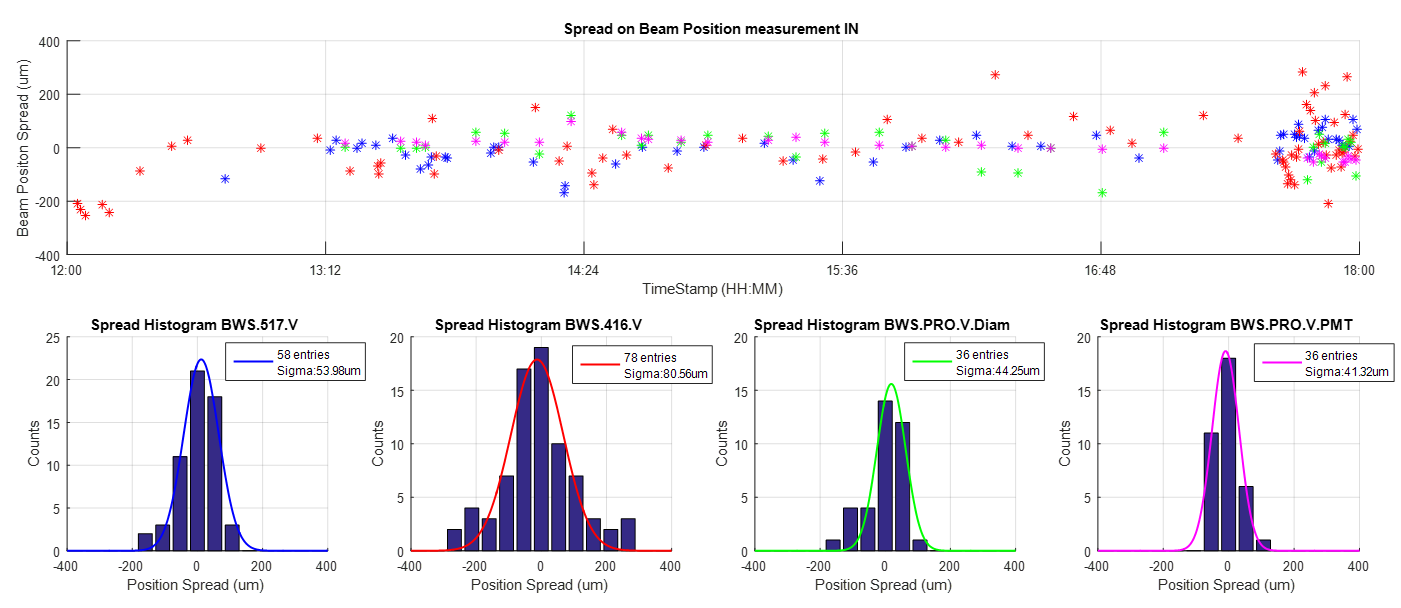 Spread on Beam Position measurement IN
Beam Positon Spread (um)
400
200
0
-200
-400
12:00 13:12 14:24 15:36 16:48 18:00
TimeStamp (HH:MM)
Spread Histogram BWS.517.V
Counts
25
20
15
10
5
0
58 entries
Sigma:53.98um
-400 -200 0 200 400
Position Spread (um)
Spread Histogram BWS.416.V
Counts
20
15
10
5
0
78 entries
Sigma:80.56um
-400 -200 0 200 400
Position Spread (um)
Spread Histogram BWS.PRO.V.Diam
Counts
20
15
10
5
0
36 entries
Sigma:44.25um
-400 -200 0 200 400
Position Spread (um)
Spread Histogram BWS.PRO.V.PMT
Counts
20
15
10
5
0
36 entries
Sigma:41.32um
-400 -200 0 200 400
Position Spread (um)